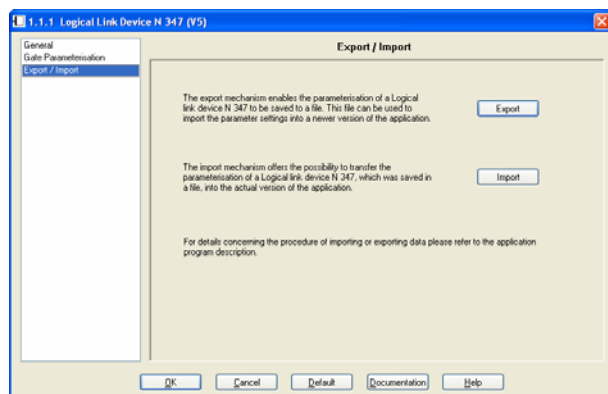 1.1.1 Logical Link Device N 347 (V5)
General
Gate Parameterisation
Export / Import
Export / Import
The export mechanism enables the parameterisation of a Logical
link device N 347 to be saved to a file. This file can be used to
import the parameter settings into a newer version of the application.
Export
The import mechanism offers the possibility to transfer the
parameterisation of a Logical link device N 347, which was saved in
a file, into the actual version of the application.
Import
For details concerning the procedure of importing or exporting data please refer to the application
program description.
OK
Cancel
Default
Documentation
Help